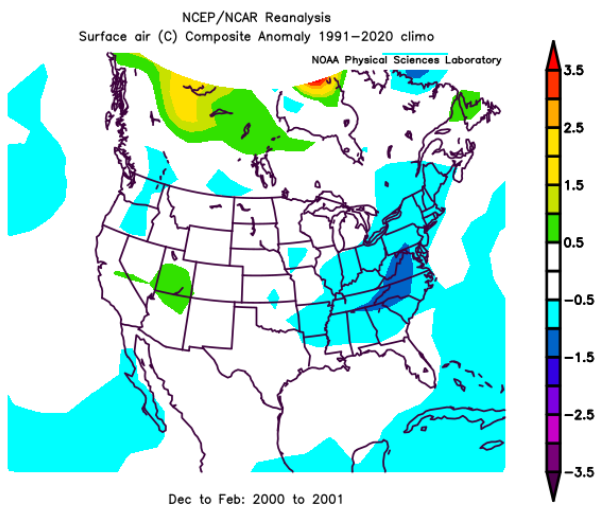 NCEP/NCAR Reanalysis
Surface air (C) Composite Anomaly 1991–2020 climo
NOAA Physical Sciences Laboratory
3.5
2.5
1.5
0.5
−0.5
−1.5
−2.5
−3.5
Dec to Feb: 2000 to 2001